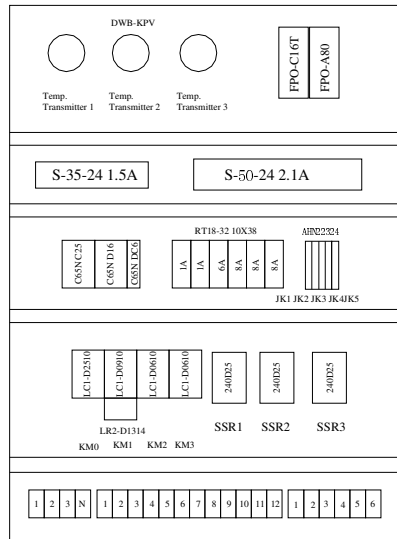 DWB-KPV
FPO-C16T
FPO-A80
Temp.
Transmitter 1
Temp.
Transmitter 2
Temp.
Transmitter 3
S-35-24 1.5A
S-50-24 2.1A
C65N C25
C65N D16
C65N DC6
RT18-32 10X38
1A
1A
6A
8A
8A
8A
AHN22324
JK1 JK2 JK3 JK4JK5
LC1-D2510
LC1-D0910
LC1-D0610
LC1-D0610
LR2-D1314
KM0 KM1 KM2 KM3
240D25
240D25
240D25
SSR1 SSR2 SSR3
1 2 3 N 1 2 3 4 5 6 7 8 9 10 11 12 1 2 3 4 5 6